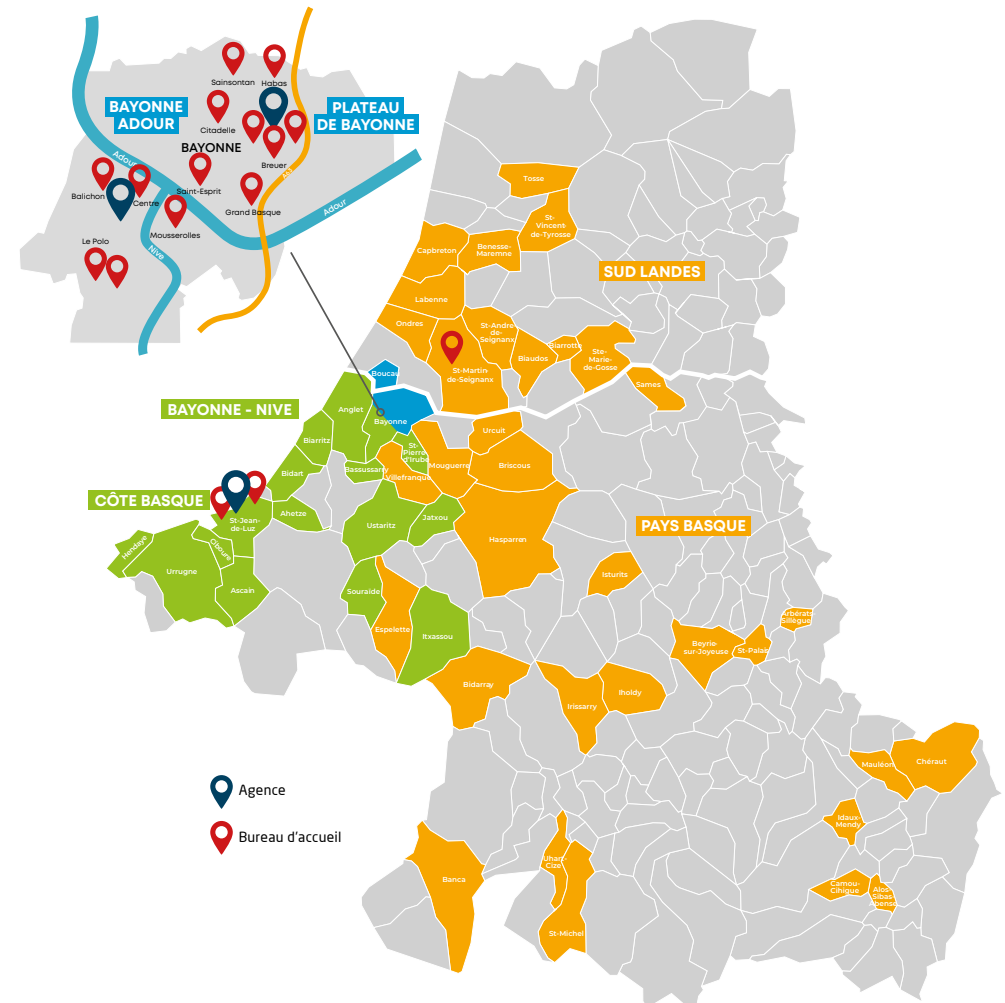 Sainsontan
Habas
BAYONNE
ADOUR
PLATEAU
DE BAYONNE
Citadelle
BAYONNE
Breuer
Adour
A63
Saint-Esprit
Balichon
Centre
Grand Basque
Adour
Mousserolles
Le Polo
Nive
Tosse
St-
Vincent-
de-Tyrosse
Capbreton
Benesse-
Maremne
SUD LANDES
Labenne
Ondres
St-André-
de-
Seignanx
Biarrotte
Biaudos
Ste-
Marie-
de-Gosse
St-Martin-
de-Seignanx
Boucau
Sames
BAYONNE - NIVE
Anglet
Bayonne
Urcuit
Biarritz
St-
Pierre-
d'Irube
Bassussarry
Mouguerre
Briscous
Bidart
Villefranque
CÔTE BASQUE
St-Jean-
de-Luz
Ahetze
Ustaritz
Jatxou
PAYS BASQUE
Hasparren
Hendaye
Ciboure
Urrugne
Ascain
Isturits
Souraïde
Arbérats-
Sillègue
Espelette
Itxassou
Beyrie-
sur-Joyeuse
St-Palais
Bidarray
Iholdy
Irissarry
Mauléon
Chéraut
Agence
Bureau d'accueil
Idaux-
Mendy
Uhart-
Cize
Banca
Camou-
Cihigue
Alos-
Sibas-
Abense
St-Michel